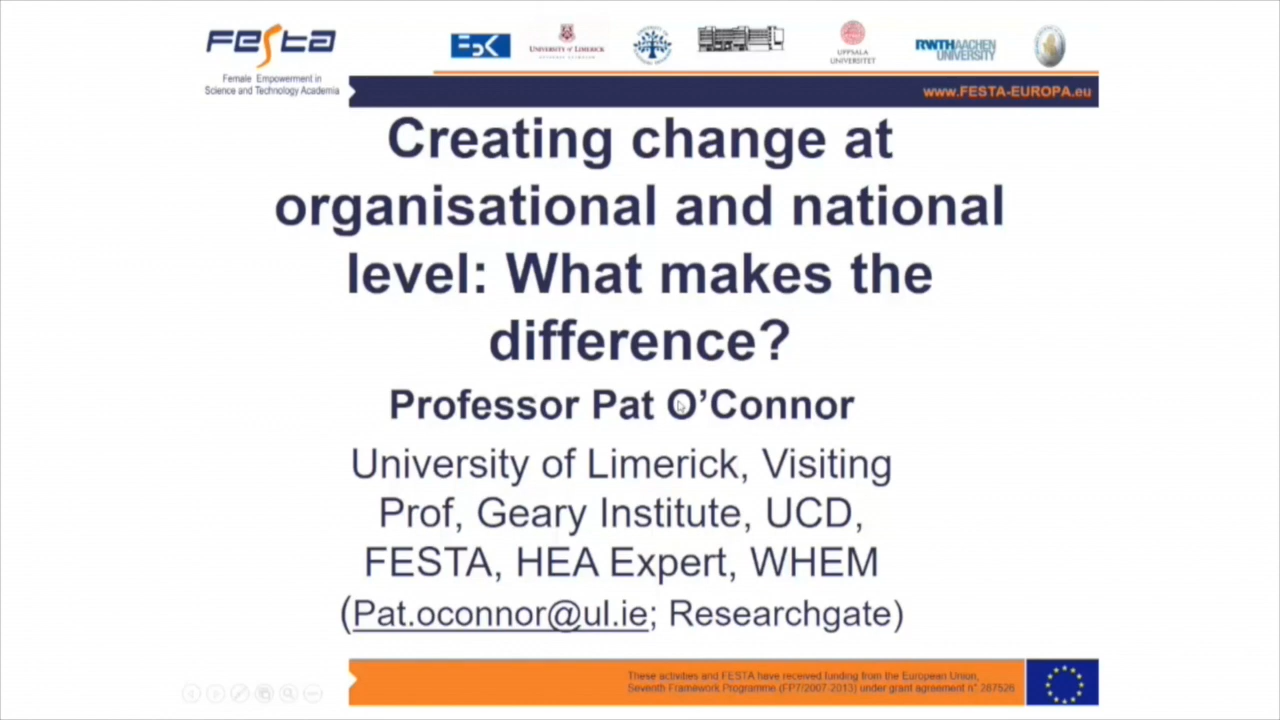 FESTA
Female Empowerment in
Science and Technology Academia
FBK
UNIVERSITY OF LIMERICK
UPPSALA
UNIVERSITET
RWTHAACHEN
UNIVERSITY
www.FESTA-EUROPA.eu
Creating change at
organisational and national
level: What makes the
difference?
Professor Pat O’Connor
University of Limerick, Visiting
Prof, Geary Institute, UCD,
FESTA, HEA Expert, WHEM
(Pat.oconnor@ul.ie; Researchgate)
These activities and FESTA have received funding from the European Union,
Seventh Framework Programme (FP7/2007-2013) under grant agreement n° 287526